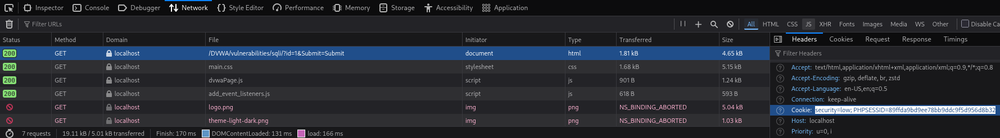 Inspector Console Debugger Network Style Editor Performance Memory Storage Accessibility Application
Filter URLs All HTML CSS JS XHR Fonts Images Media WS Other Disable Ca
Status Method Domain File Initiator Type Transferred Size
200 GET localhost /DVWA/vulnerabilities/sqli/?id=1&Submit=Submit document html 1.81 kB 4.65 kB
200 GET localhost main.css stylesheet css 1.68 kB 5.15 kB
200 GET localhost dvwaPage.js script js 901 B 1.24 kB
200 GET localhost add_event_listeners.js script js 618 B 593 B
GET localhost logo.png img png NS_BINDING_ABORTED 5.04 kB
GET localhost theme-light-dark.png img png NS_BINDING_ABORTED 1.03 kB
7 requests 19.11 kB / 5.01 kB transferred Finish: 170 ms DOMContentLoaded: 131 ms load: 166 ms
Headers Cookies Request Response Timings
Filter Headers
Accept: text/html,application/xhtml+xml,application/xml;q=0.9,*/*;q=0.8
Accept-Encoding: gzip, deflate, br, zstd
Accept-Language: en-US,en;q=0.5
Connection: keep-alive
Cookie: security=low; PHPSESSID=89ffda9bd9ee78bb9ddc9f5d956d8b32
Host: localhost
Priority: u=0, i